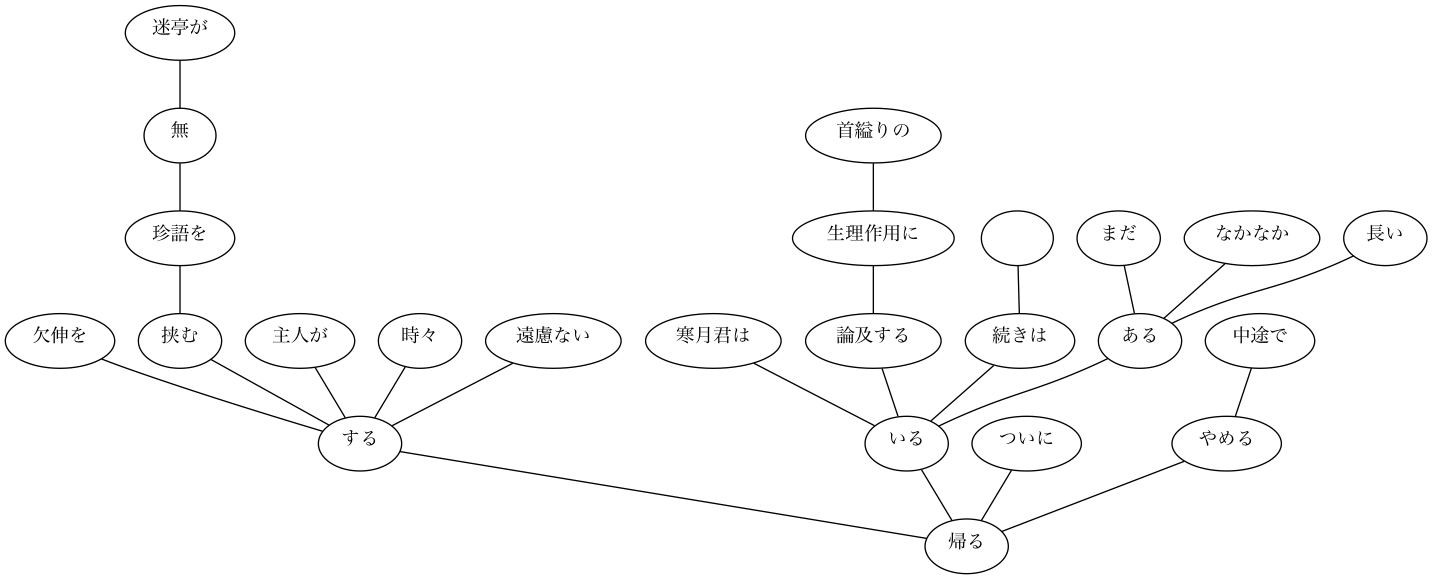 迷亭が
無
首縊りの
珍語を
生理作用に
まだ
なかなか
長い
欠伸を
挟む
主人が
時々
遠慮ない
寒月君は
論及する
続きは
ある
中途で
する
いる
ついに
やめる
帰る